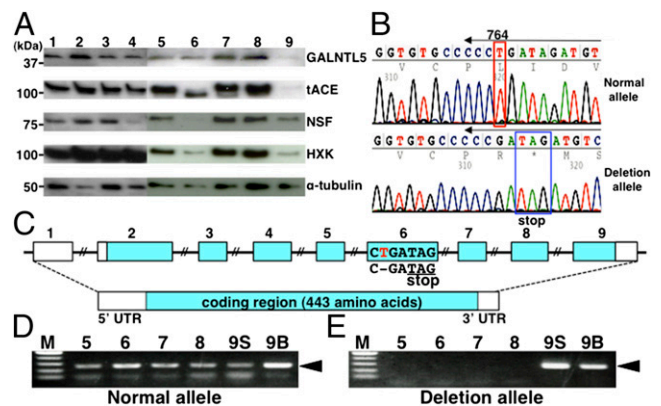 A
(kDa) 1 2 3 4 5 6 7 8 9
37 GALNTL5
100 tACE
75 NSF
100 HXK
50 α-tubulin
B
764
G G T G T G C C C C C T G A T A G A T G T
V C P L I D V
310
Normal allele
G G T G T G C C C C C G A T A G A T G T C
V C P R * M S
310 320
Deletion allele
stop
C
1 2 3 4 5 6 7 8 9
CTGATAG
C-GATAG
stop
coding region (443 amino acids)
5' UTR 3' UTR
D
M 5 6 7 8 9S 9B
Normal allele
E
M 5 6 7 8 9S 9B
Deletion allele